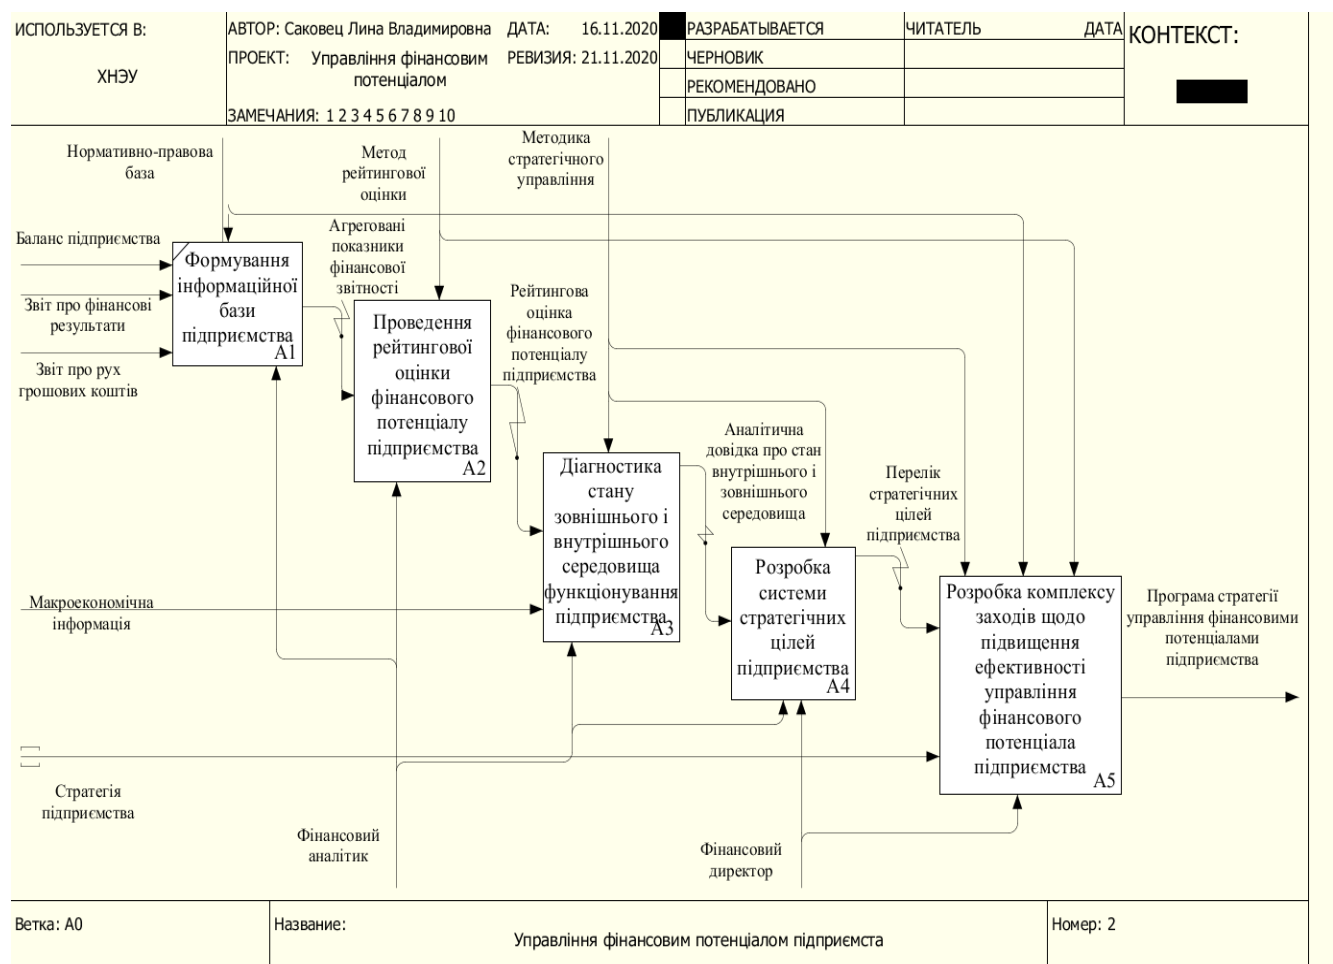 ИСПОЛЬЗУЕТСЯ В:
ХНЭУ
АВТОР: Саковец Лина Владимировна
ДАТА: 16.11.2020
ПРОЕКТ: Управління фінансовим
потенціалом
РЕВИЗИЯ: 21.11.2020
ЗАМЕЧАНИЯ: 1 2 3 4 5 6 7 8 9 10
РАЗРАБАТЫВАЕТСЯ
ЧЕРНОВИК
РЕКОМЕНДОВАНО
ПУБЛИКАЦИЯ
ЧИТАТЕЛЬ
ДАТА
КОНТЕКСТ:
Нормативно-правова
база
Метод
рейтингової
оцінки
Методика
стратегічного
управління
Баланс підприємства
Звіт про фінансові
результати
Звіт про рух
грошових коштів
Формування
інформаційної
бази
підприємства
A1
Агреговані
показники
фінансової
звітності
Проведення
рейтингової
оцінки
фінансового
потенціалу
підприємства
A2
Рейтингова
оцінка
фінансового
потенціалу
підприємства
Діагностика
стану
зовнішнього і
внутрішнього
середовища
функціонування
підприємства
A3
Аналітична
довідка про стан
внутрішнього і
зовнішнього
середовища
Розробка
системи
стратегічних
цілей
підприємства
A4
Перелік
стратегічних
цілей
підприємства
Розробка комплексу
заходів щодо
підвищення
ефективності
управління
фінансового
потенціала
підприємства
A5
Програма стратегії
управління фінансовими
потенціалами
підприємства
Макроекономічна
інформація
Стратегія
підприємства
Фінансовий
аналітик
Фінансовий
директор
Ветка: A0
Название:
Управління фінансовим потенціалом підприємста
Номер: 2